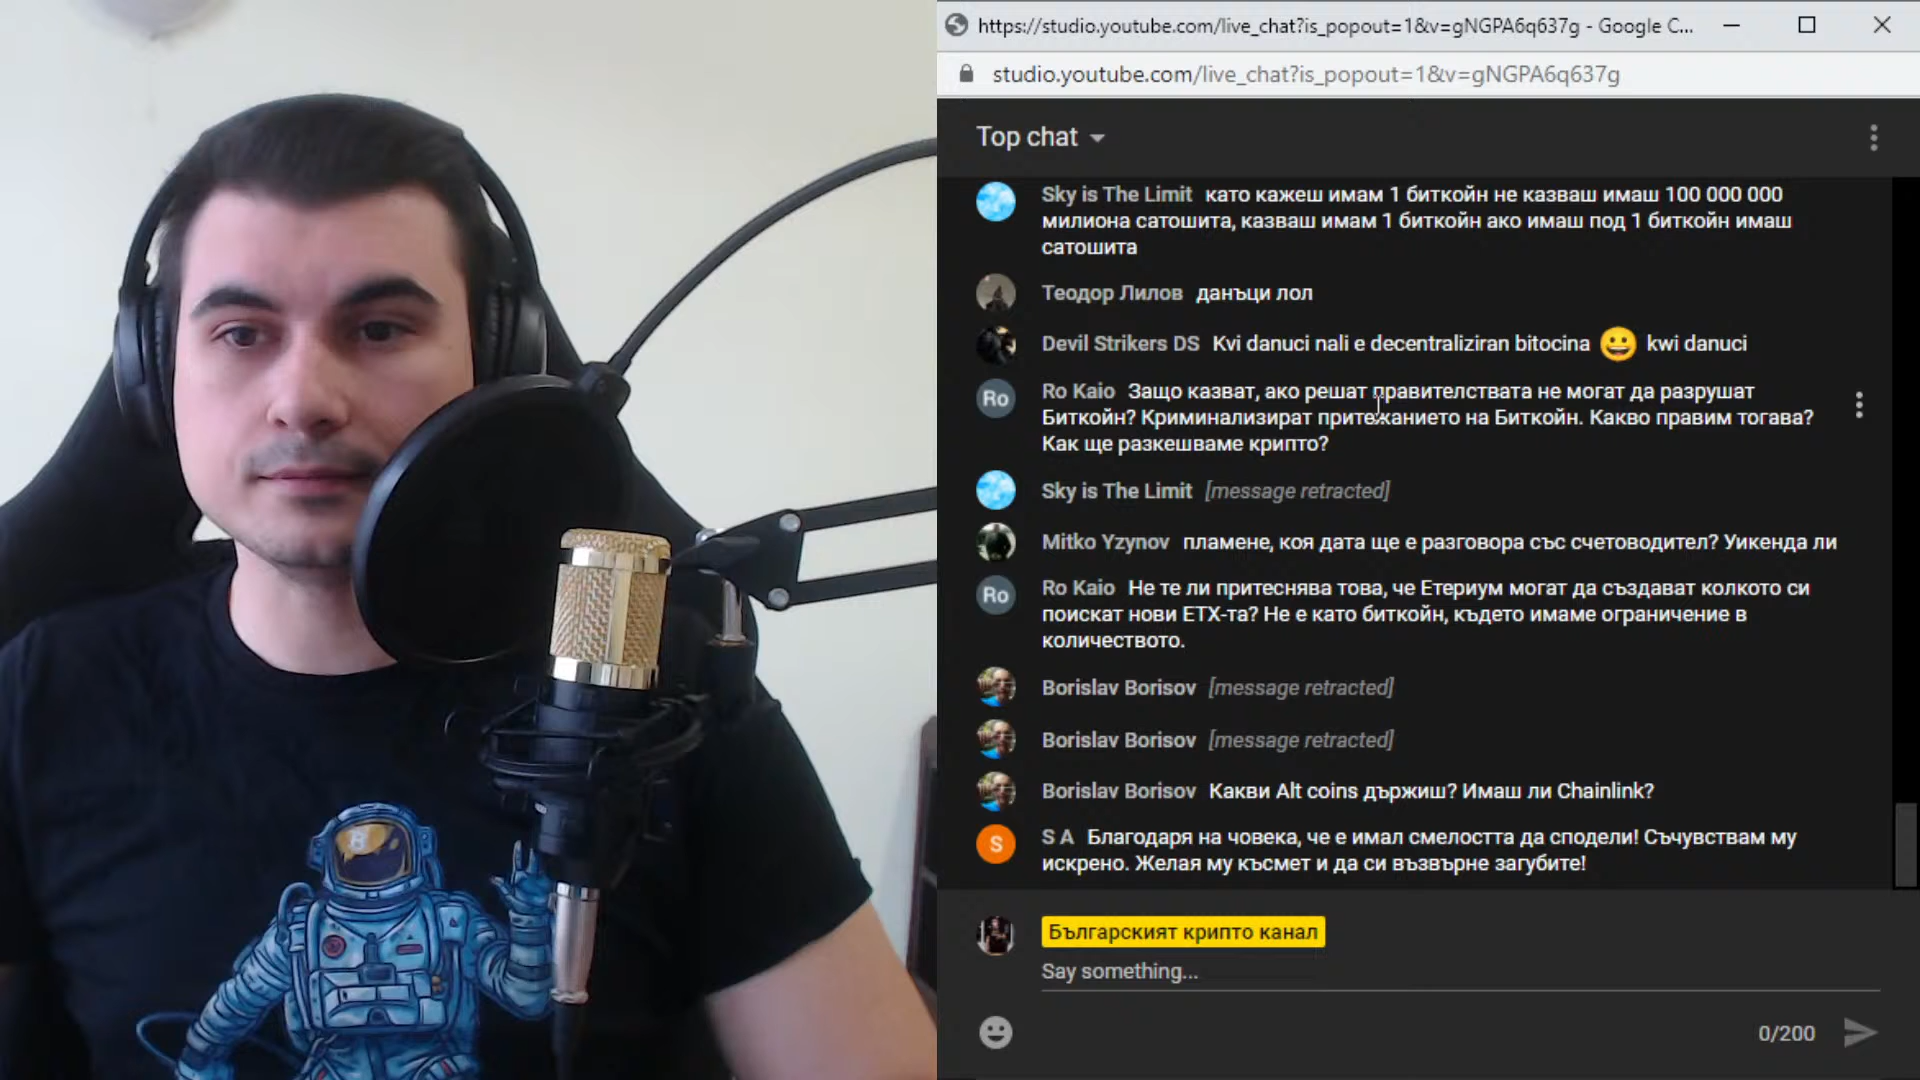 https://studio.youtube.com/live_chat?is_popout=1&v=gNGPA6q637g - Google C...
studio.youtube.com/live_chat?is_popout=1&v=gNGPA6q637g
Top chat
Sky is The Limit като кажеш имам 1 биткойн не казваш имаш 100 000 000
милиона сатошита, казваш имам 1 биткойн ако имаш под 1 биткойн имаш
сатошита
Теодор Лилов данъци лол
Devil Strikers DS Kvi danuci nali e decentraliziran bitocina 😀 kwi danuci
Ro Ro Kaio Защо казват, ако решат правителствата не могат да разрушат
Биткойн? Криминализират притежанието на Биткойн. Какво правим тогава?
Как ще разкешваме крипто?
Sky is The Limit [message retracted]
Mitko Yzynov пламене, коя дата ще е разговора със счетоводител? Уикенда ли
Ro Ro Kaio Не те ли притеснява това, че Етериум могат да създават колкото си
поискат нови ЕТХ-та? Не е като биткойн, където имаме ограничение в
количеството.
Borislav Borisov [message retracted]
Borislav Borisov [message retracted]
Borislav Borisov Какви Alt coins държиш? Имаш ли Chainlink?
S S A Благодаря на човека, че е имал смелостта да сподели! Съчувствам му
искрено. Желая му късмет и да си възвърне загубите!
Българският крипто канал
Say something...
0/200